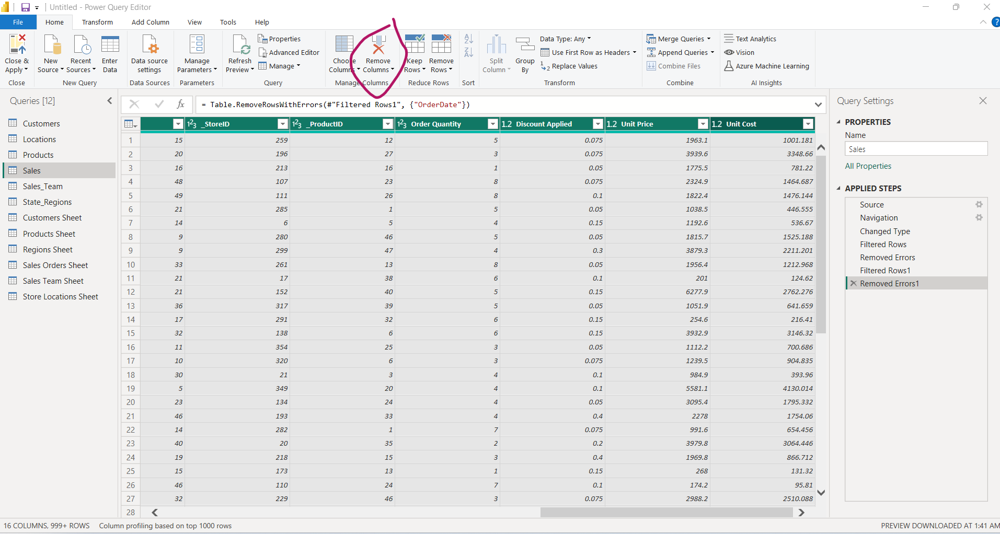 Untitled - Power Query Editor
File Home Transform Add Column View Tools Help
Close & Apply
New Source
Recent Sources
Enter Data
Data source settings
Manage Parameters
Refresh Preview
Properties
Advanced Editor
Manage
Choose Columns
Remove Columns
Keep Rows
Remove Rows
Split Column
Group By
Data Type: Any
Use First Row as Headers
Replace Values
Merge Queries
Append Queries
Combine Files
Text Analytics
Vision
Azure Machine Learning
Close New Query Data Sources Parameters Query Manage Columns Reduce Rows Sort Transform Combine AI Insights
Queries [12]
Customers
Locations
Products
Sales
Sales_Team
State_Regions
Customers Sheet
Products Sheet
Regions Sheet
Sales Orders Sheet
Sales Team Sheet
Store Locations Sheet
fx = Table.RemoveRowsWithErrors(#"Filtered Rows1", {"OrderDate"})
123 _StoreID 123 _ProductID 123 Order Quantity 1.2 Discount Applied 1.2 Unit Price 1.2 Unit Cost
1 15 259 12 5 0.075 1963.1 1001.181
2 20 196 27 3 0.075 3939.6 3348.66
3 16 213 16 1 0.05 1775.5 781.22
4 48 107 23 8 0.075 2324.9 1464.687
5 49 111 26 8 0.1 1822.4 1476.144
6 21 285 1 5 0.05 1038.5 446.555
7 14 6 5 4 0.15 1192.6 536.67
8 9 280 46 5 0.05 1815.7 1525.188
9 9 299 47 4 0.3 3879.3 2211.201
10 33 261 13 8 0.05 1956.4 1212.968
11 21 17 38 6 0.1 201 124.62
12 21 152 40 5 0.15 6277.9 2762.276
13 36 317 39 5 0.05 1051.9 641.659
14 17 291 32 6 0.15 254.6 216.41
15 32 138 6 6 0.15 3932.9 3146.32
16 11 354 25 3 0.05 1112.2 700.686
17 10 320 6 3 0.075 1239.5 904.835
18 30 21 3 4 0.1 984.9 393.96
19 5 349 20 4 0.1 5581.1 4130.014
20 23 134 24 4 0.05 3095.4 1795.332
21 46 193 33 4 0.4 2278 1754.06
22 14 282 1 7 0.075 991.6 654.456
23 40 20 35 2 0.2 3979.8 3064.446
24 19 218 15 3 0.4 1969.8 866.712
25 15 173 13 1 0.15 268 131.32
26 46 110 24 7 0.1 174.2 95.81
27 32 229 46 3 0.075 2988.2 2510.088
28
Query Settings
PROPERTIES
Name
Sales
All Properties
APPLIED STEPS
Source
Navigation
Changed Type
Filtered Rows
Removed Errors
Filtered Rows1
Removed Errors1
16 COLUMNS, 999+ ROWS Column profiling based on top 1000 rows PREVIEW DOWNLOADED AT 1:41 AM